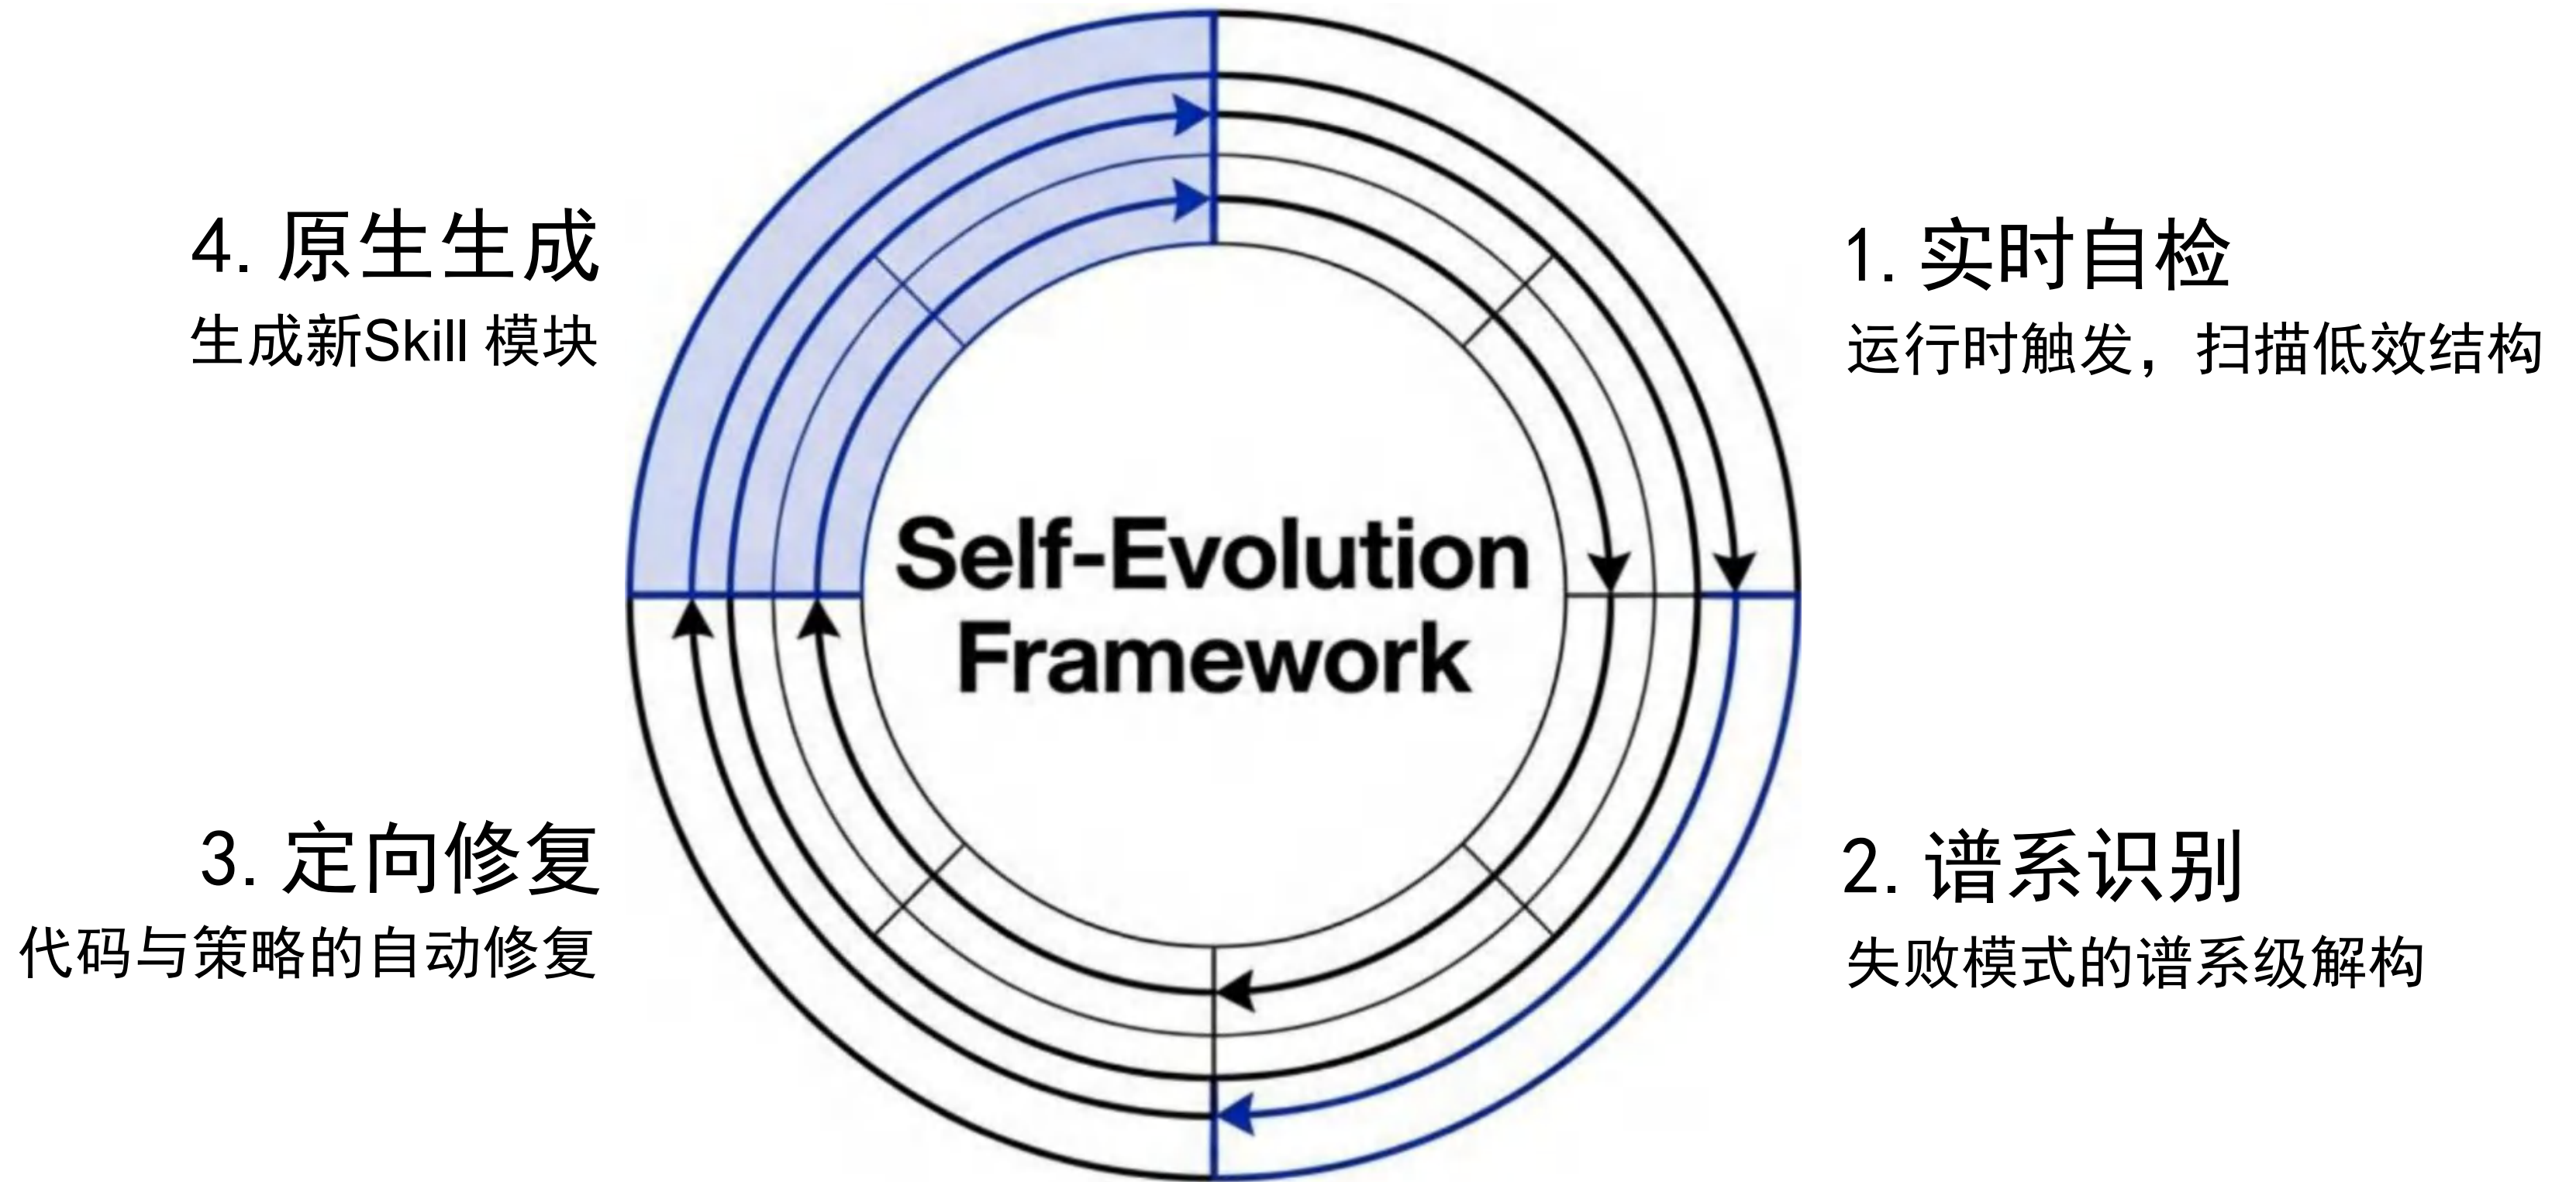 Self-Evolution
Framework
1. 实时自检
运行时触发，扫描低效结构
2. 谱系识别
失败模式的谱系级解构
3. 定向修复
代码与策略的自动修复
4. 原生生成
生成新Skill 模块